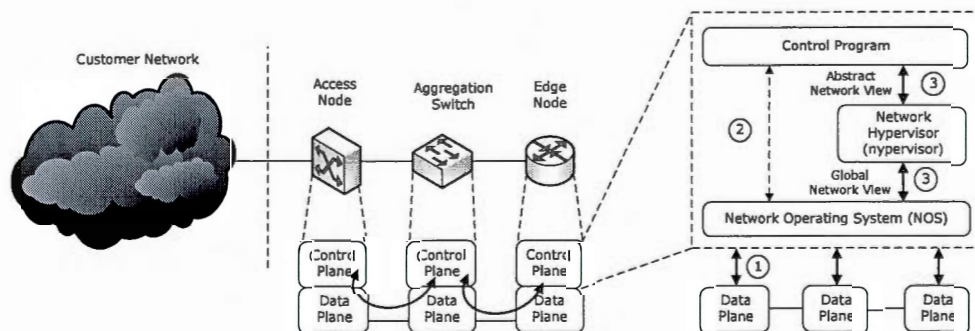 Customer Network
Access
Node
Aggregation
Switch
Edge
Node
Control
Plane
Data
Plane
Control
Plane
Data
Plane
Control
Plane
Data
Plane
Control Program
Abstract
Network View
3
2
Network
Hypervisor
(nypervisor)
Global
Network View
3
Network Operating System (NOS)
1
Data
Plane
Data
Plane
Data
Plane